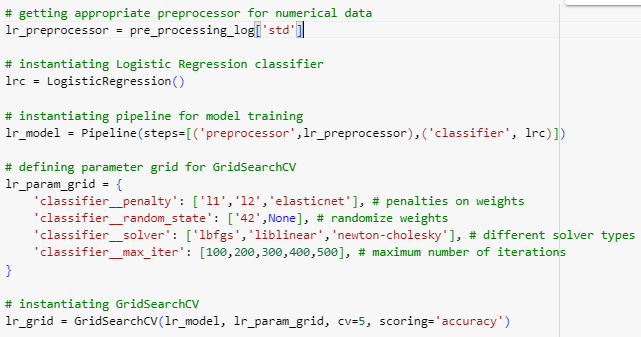 # getting appropriate preprocessor for numerical data
lr_preprocessor = pre_processing_log['std']
# instantiating Logistic Regression classifier
lrc = LogisticRegression()
# instantiating pipeline for model training
lr_model = Pipeline(steps=[('preprocessor',lr_preprocessor),('classifier', lrc)])
# defining parameter grid for GridSearchCV
lr_param_grid = {
    'classifier__penalty': ['l1','l2','elasticnet'], # penalties on weights
    'classifier__random_state': ['42',None], # randomize weights
    'classifier__solver': ['lbfgs','liblinear','newton-cholesky'], # different solver types
    'classifier__max_iter': [100,200,300,400,500], # maximum number of iterations
}
# instantiating GridSearchCV
lr_grid = GridSearchCV(lr_model, lr_param_grid, cv=5, scoring='accuracy')